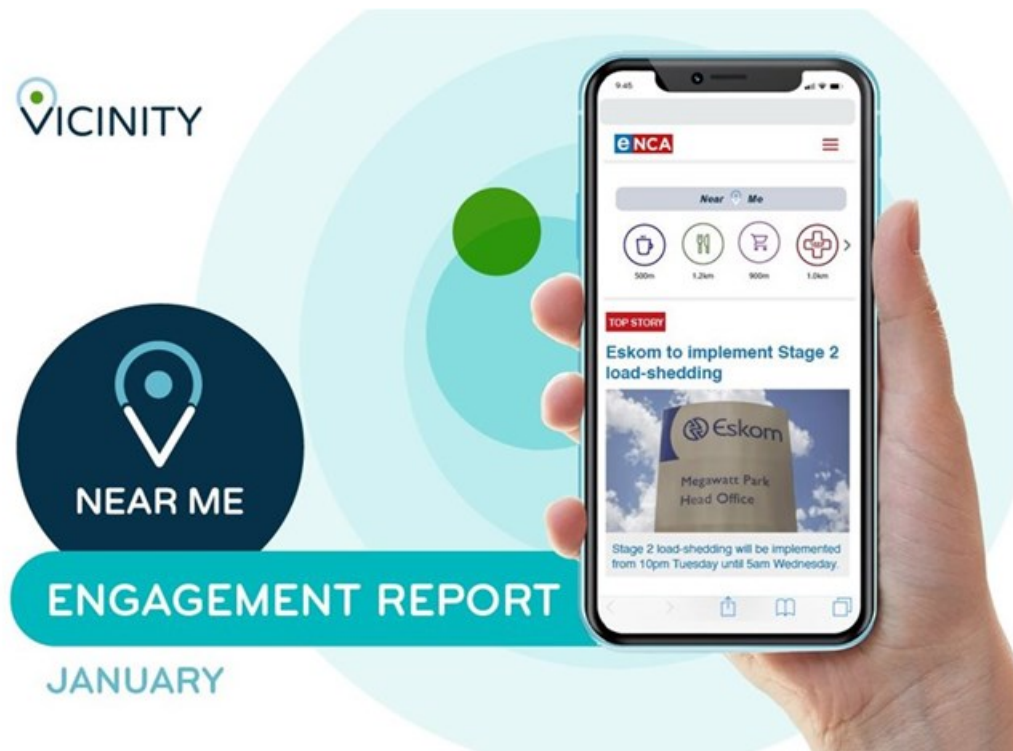 VICINITY
NEAR ME
ENGAGEMENT REPORT
JANUARY
9:45
eNCA
Near Me
500m
1.2km
900m
1.0km
TOP STORY
Eskom to implement Stage 2
load-shedding
Eskom
Megawatt Park
Head Office
Stage 2 load-shedding will be implemented
from 10pm Tuesday until 5am Wednesday.